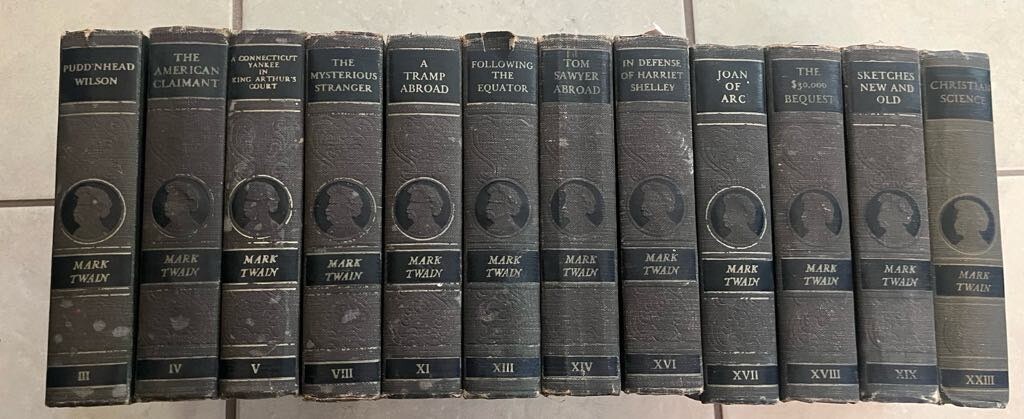 PUDD'NHEAD
WILSON
MARK
TWAIN
III
THE
AMERICAN
CLAIMANT
MARK
TWAIN
IV
A CONNECTICUT
YANKEE
IN
KING ARTHUR'S
COURT
MARK
TWAIN
V
THE
MYSTERIOUS
STRANGER
MARK
TWAIN
VIII
A
TRAMP
ABROAD
MARK
TWAIN
XI
FOLLOWING
THE
EQUATOR
MARK
TWAIN
XIII
TOM
SAWYER
ABROAD
MARK
TWAIN
XIV
IN DEFENSE
OF HARRIET
SHELLEY
MARK
TWAIN
XVI
JOAN
OF
ARC
MARK
TWAIN
XVII
THE
$30,000
BEQUEST
MARK
TWAIN
XVIII
SKETCHES
NEW AND
OLD
MARK
TWAIN
XIX
CHRISTIAN
SCIENCE
MARK
TWAIN
XXIII